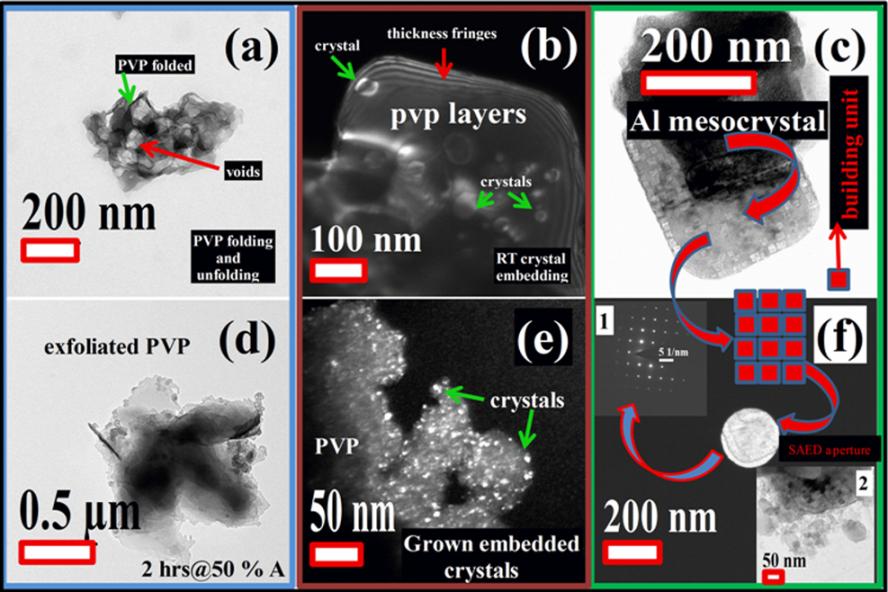 (a)
PVP folded
voids
200 nm
PVP folding
and
unfolding
(b)
thickness fringes
crystal
pvp layers
crystals
100 nm
RT crystal
embedding
(c)
200 nm
Al mesocrystal
building unit
(d)
exfoliated PVP
0.5 µm
2 hrs@50 % A
(e)
crystals
PVP
50 nm
Grown embedded
crystals
(f)
1
5 1/nm
SAED aperture
200 nm
2
50 nm